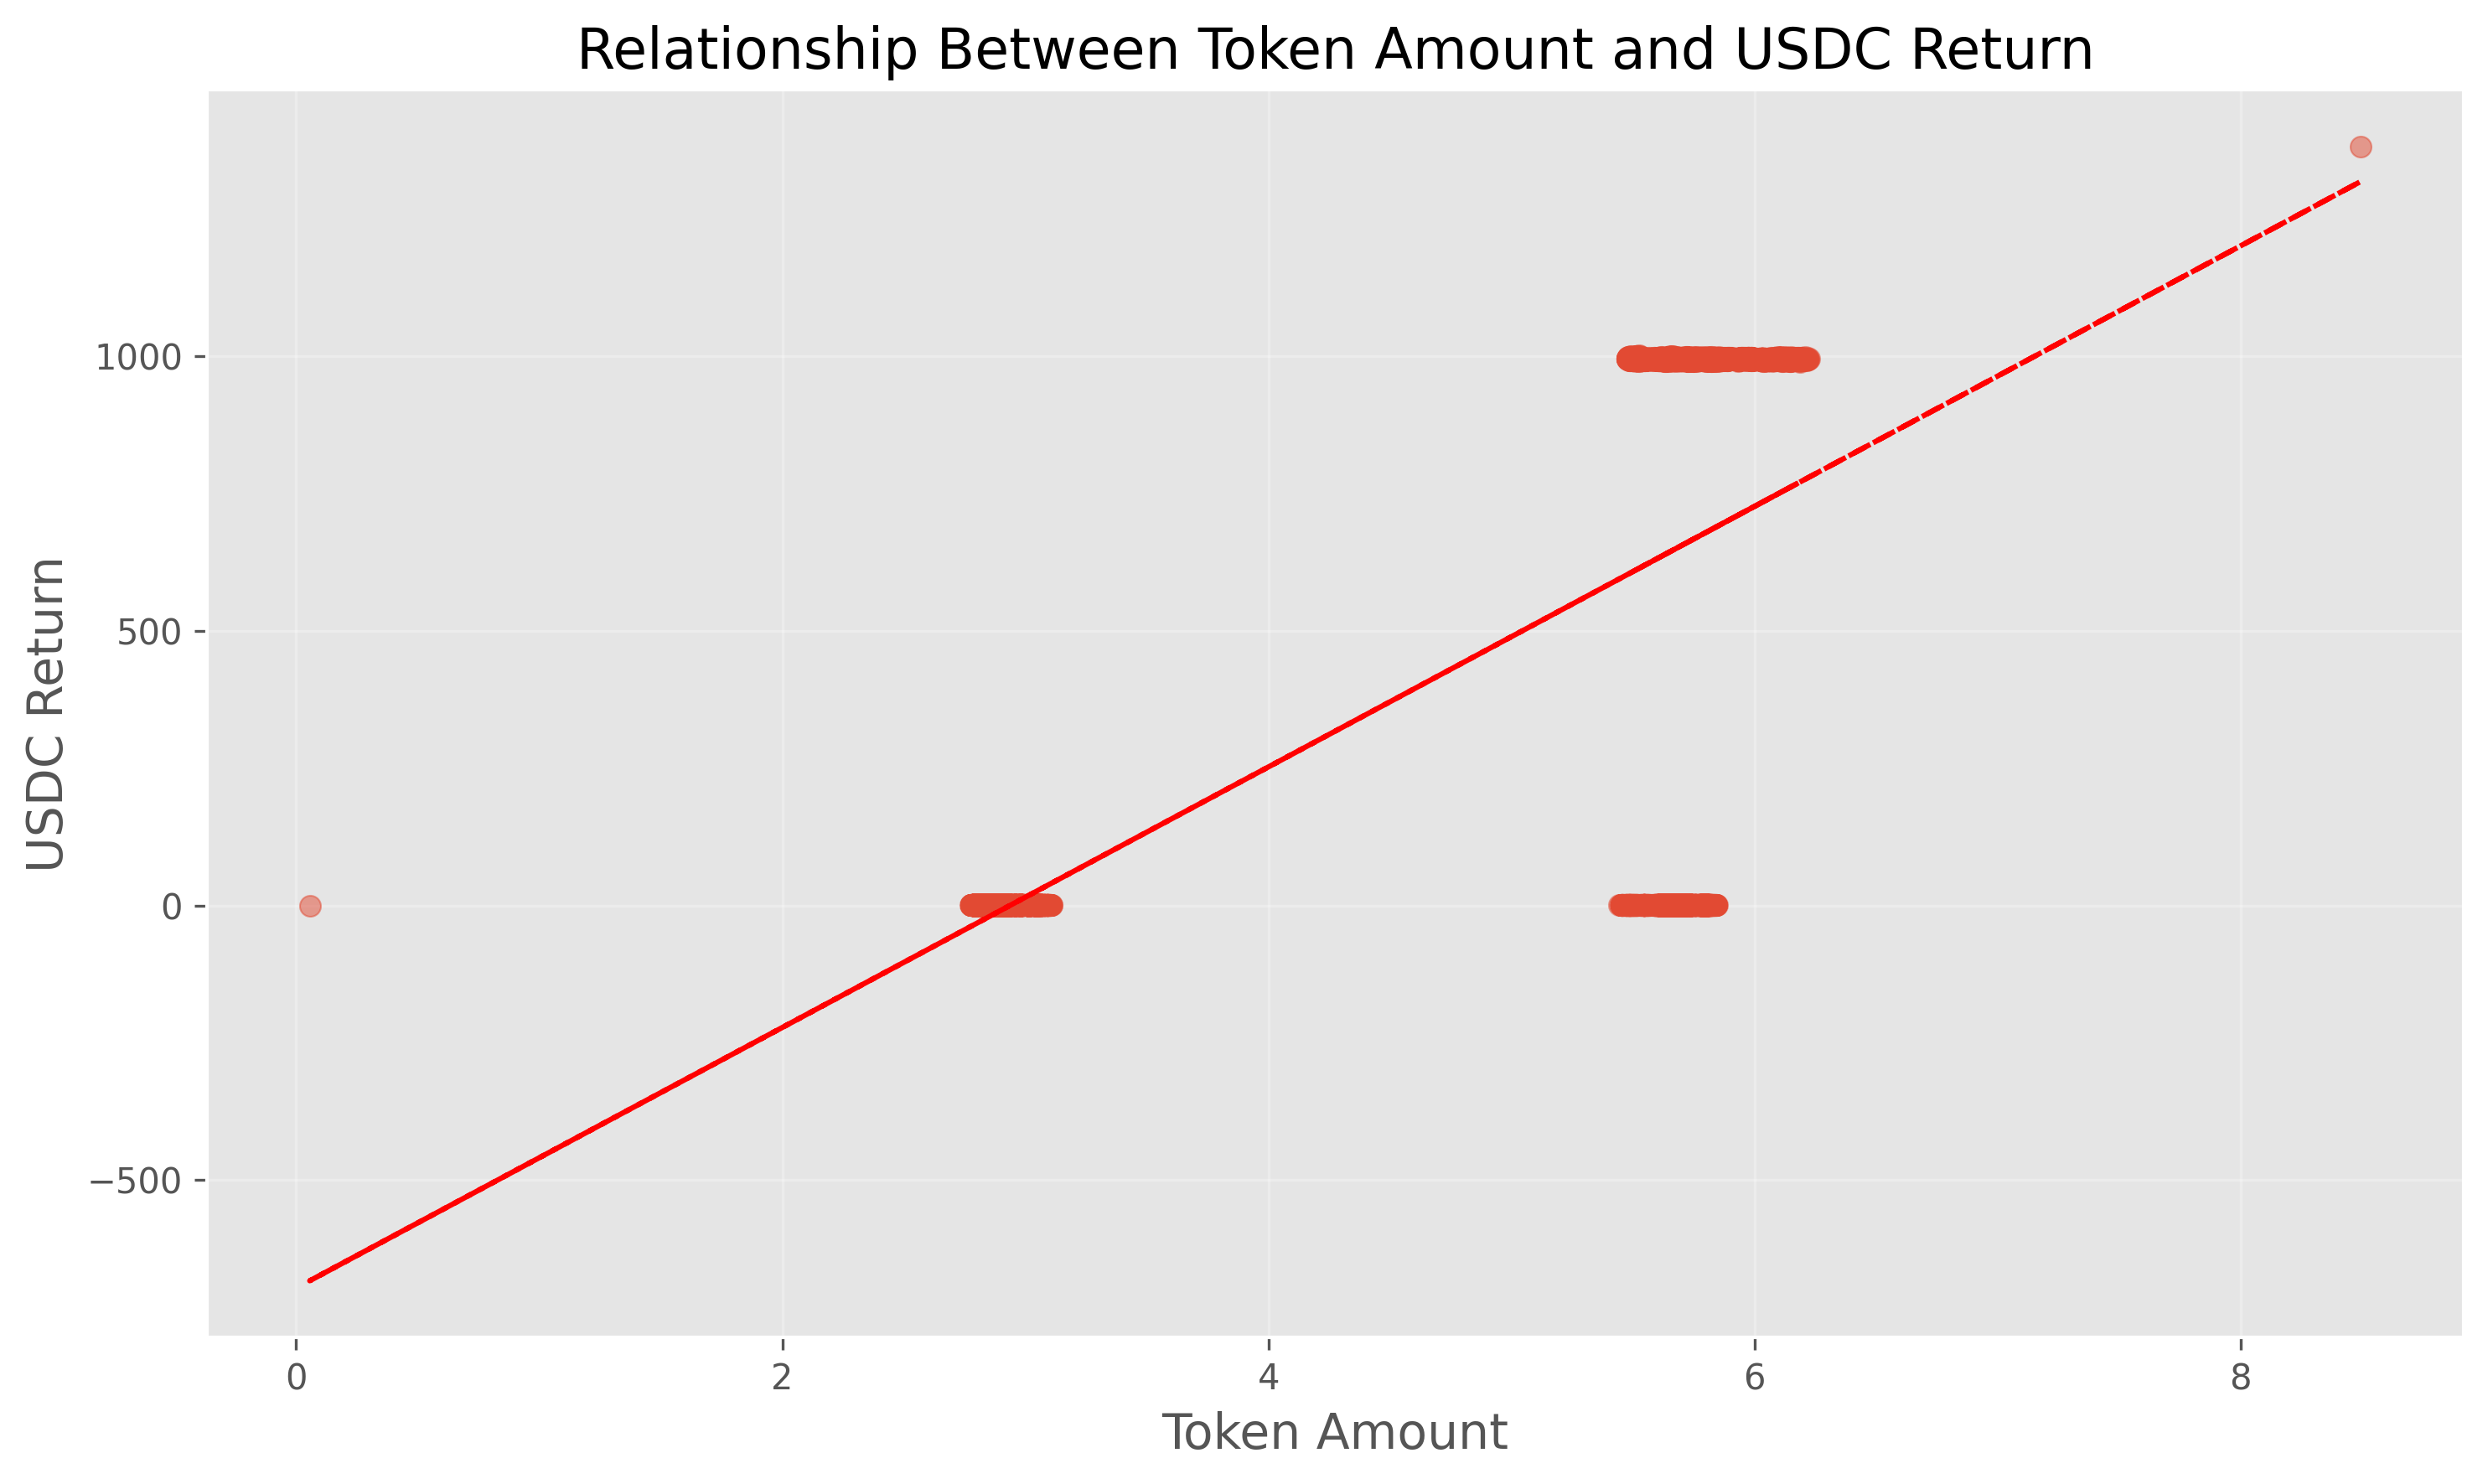 Relationship Between Token Amount and USDC Return
1000
500
0
−500
USDC Return
0 2 4 6 8
Token Amount